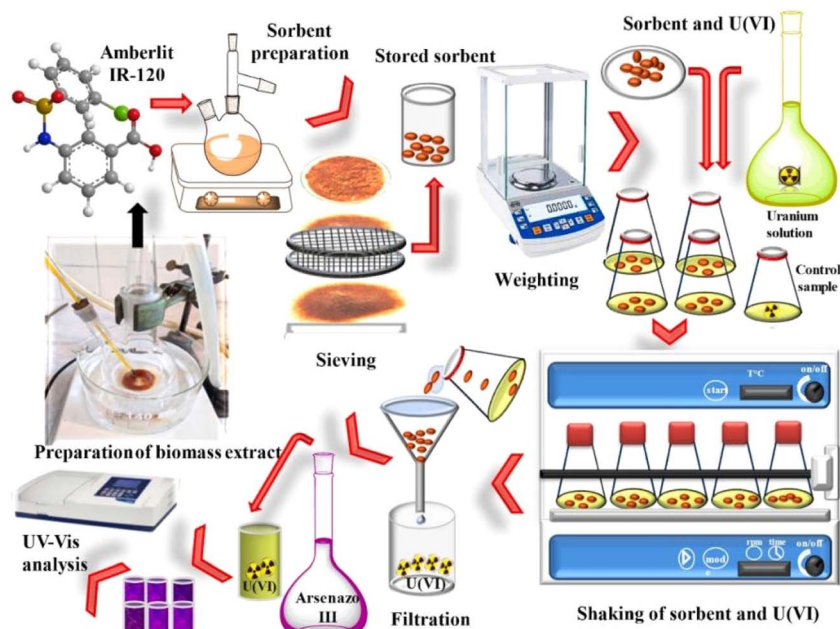 Amberlit
IR-120
Sorbent
preparation
Stored sorbent
Sorbent and U(VI)
0.0000
Uranium
solution
Weighting
Control
sample
Sieving
T°C
on/off
start
Preparation of biomass extract
UV-Vis
analysis
U(VI)
Arsenazo
III
U(VI)
Filtration
rpm
time
on/off
mod
e
Shaking of sorbent and U(VI)